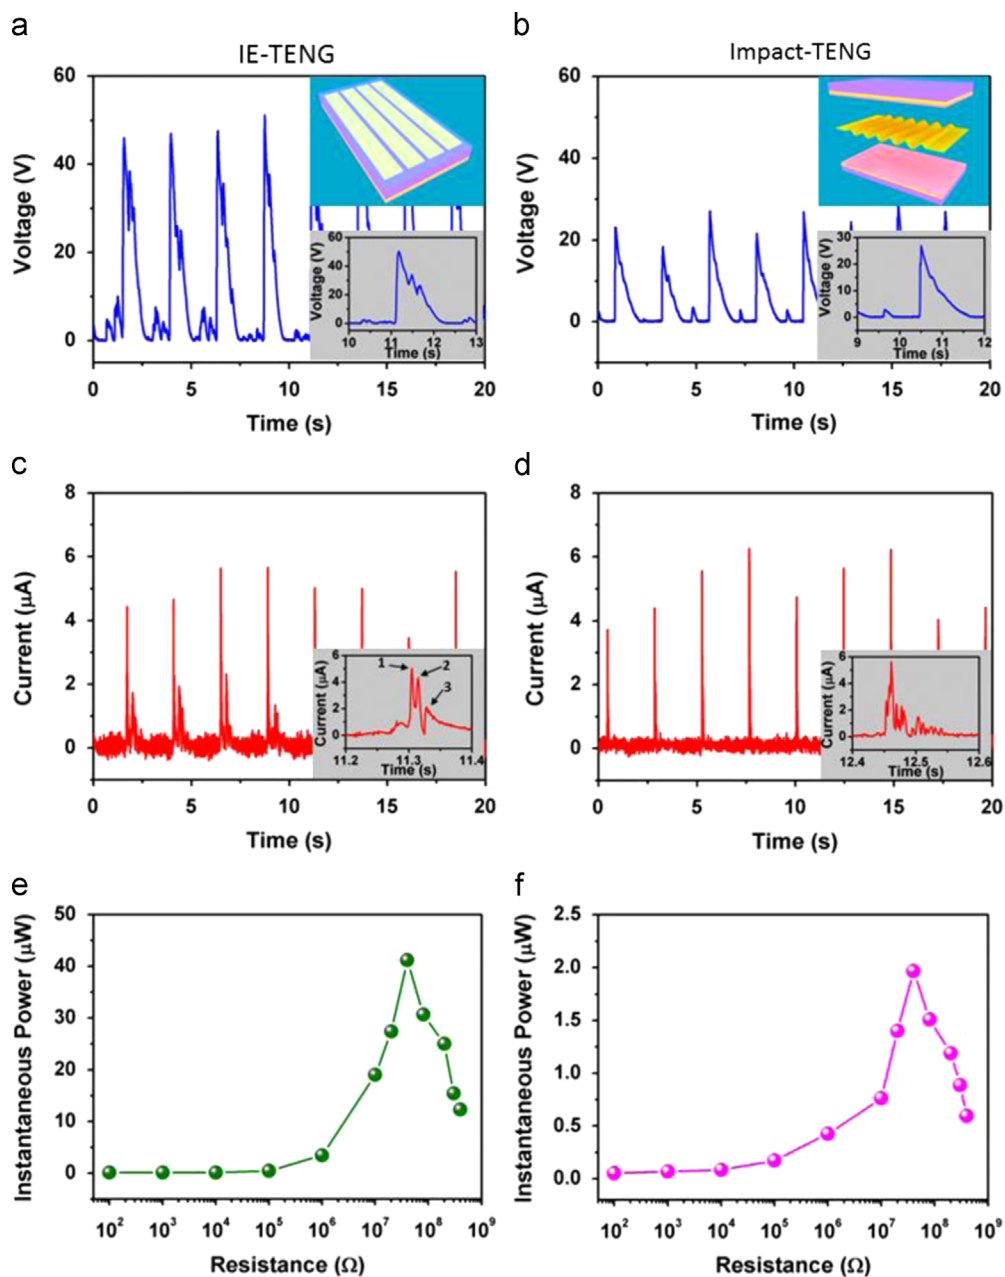 a
IE-TENG
60
40
20
0
Voltage (V)
0 5 10 15 20
Time (s)
60
50
40
30
20
10
0
Voltage (V)
10 11 12 13
Time (s)
b
Impact-TENG
60
40
20
0
Voltage (V)
0 5 10 15 20
Time (s)
30
20
10
0
Voltage (V)
9 10 11 12
Time (s)
c
8
6
4
2
0
Current (μA)
0 5 10 15 20
Time (s)
6
4
2
0
Current (μA)
1
2
3
11.2 11.3 11.4
Time (s)
d
8
6
4
2
0
Current (μA)
0 5 10 15 20
Time (s)
6
4
2
0
Current (μA)
12.4 12.5 12.6
Time (s)
e
50
40
30
20
10
0
Instantaneous Power (μW)
10² 10³ 10⁴ 10⁵ 10⁶ 10⁷ 10⁸ 10⁹
Resistance (Ω)
f
2.5
2.0
1.5
1.0
0.5
0.0
Instantaneous Power (μW)
10² 10³ 10⁴ 10⁵ 10⁶ 10⁷ 10⁸ 10⁹
Resistance (Ω)